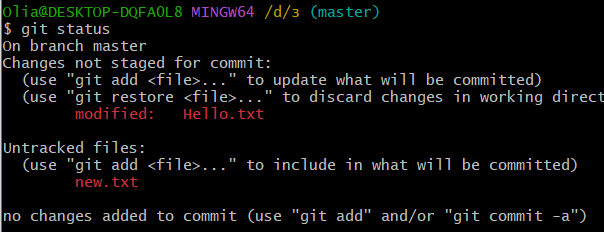 Olia@DESKTOP-DQFA0L8 MINGW64 /d/з (master)
$ git status
On branch master
Changes not staged for commit:
  (use "git add <file>..." to update what will be committed)
  (use "git restore <file>..." to discard changes in working direct
        modified:   Hello.txt

Untracked files:
  (use "git add <file>..." to include in what will be committed)
        new.txt

no changes added to commit (use "git add" and/or "git commit -a")